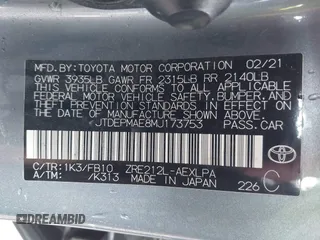 MFD. BY: TOYOTA MOTOR CORPORATION 02/21
GVWR 3935LB GAWR FR 2315LB RR 2140LB
THIS VEHICLE CONFORMS TO ALL APPLICABLE
FEDERAL MOTOR VEHICLE SAFETY, BUMPER, AND
THEFT PREVENTION STANDARDS IN EFFECT ON THE
DATE OF MANUFACTURE SHOWN ABOVE.
JTDEPMAE8MJ173753 PASS. CAR
C/TR: 1K3/FB10 ZRE212L-AEXLPA
A/TM: /K313 MADE IN JAPAN 226 C
TOYOTA
IDRIVEBID